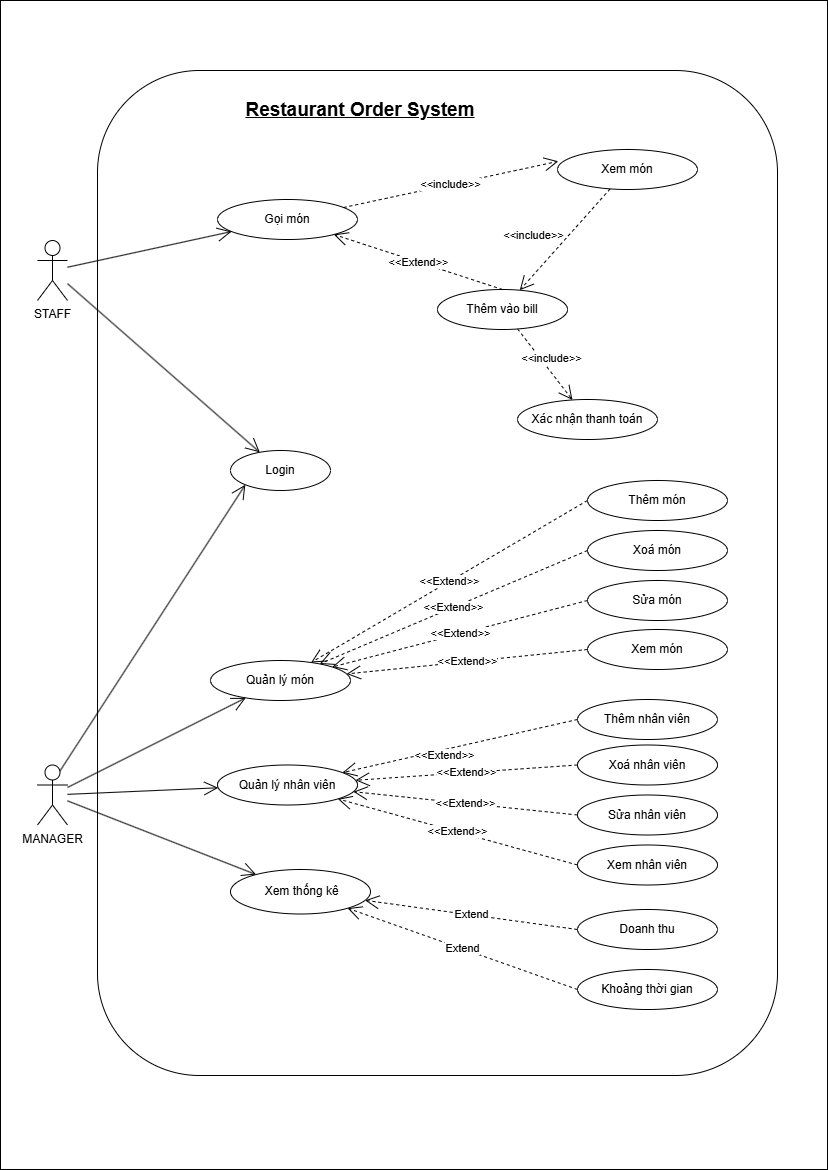 Restaurant Order System
Xem món
<<include>>
Gọi món
<<include>>
<<Extend>>
STAFF
Thêm vào bill
<<include>>
Xác nhận thanh toán
Login
Thêm món
Xoá món
<<Extend>>
Sửa món
<<Extend>>
<<Extend>>
Xem món
<<Extend>>
Quản lý món
Thêm nhân viên
<<Extend>>
Xoá nhân viên
<<Extend>>
Quản lý nhân viên
<<Extend>>
Sửa nhân viên
<<Extend>>
MANAGER
Xem nhân viên
Xem thống kê
Extend
Doanh thu
Extend
Khoảng thời gian